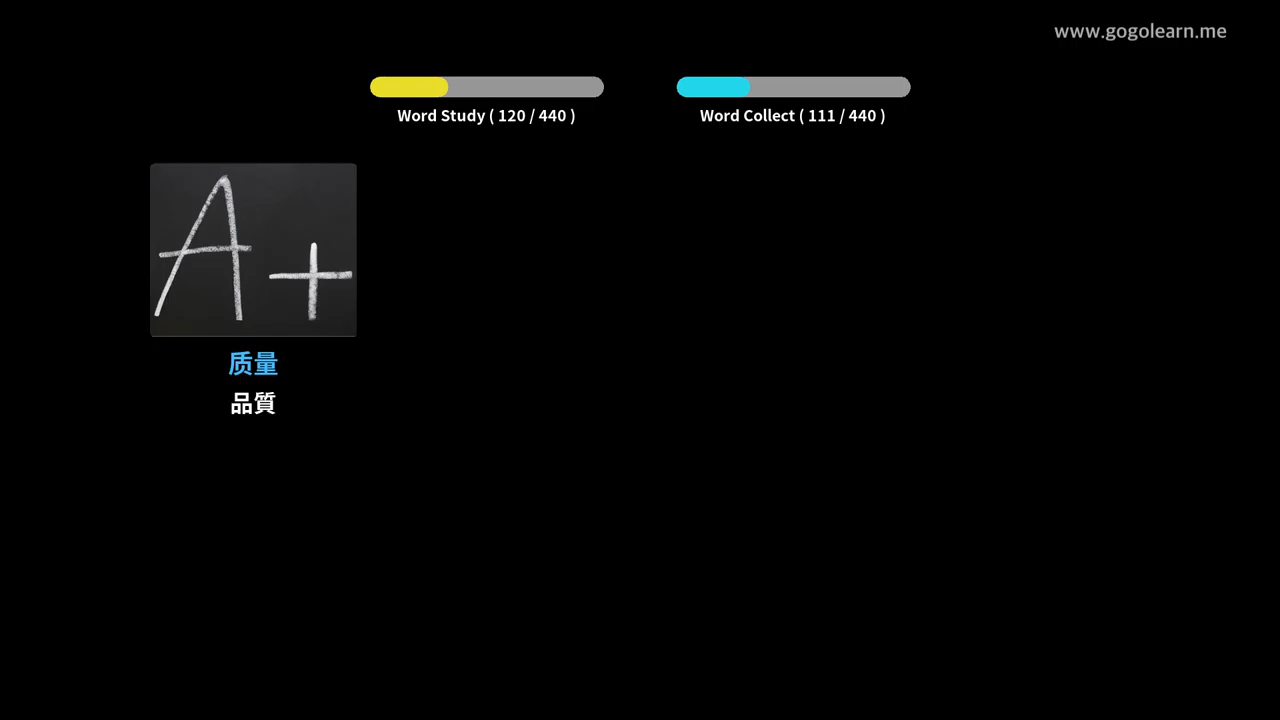 www.gogolearn.me
Word Study ( 120 / 440 )
Word Collect ( 111 / 440 )
A+
质量
品質